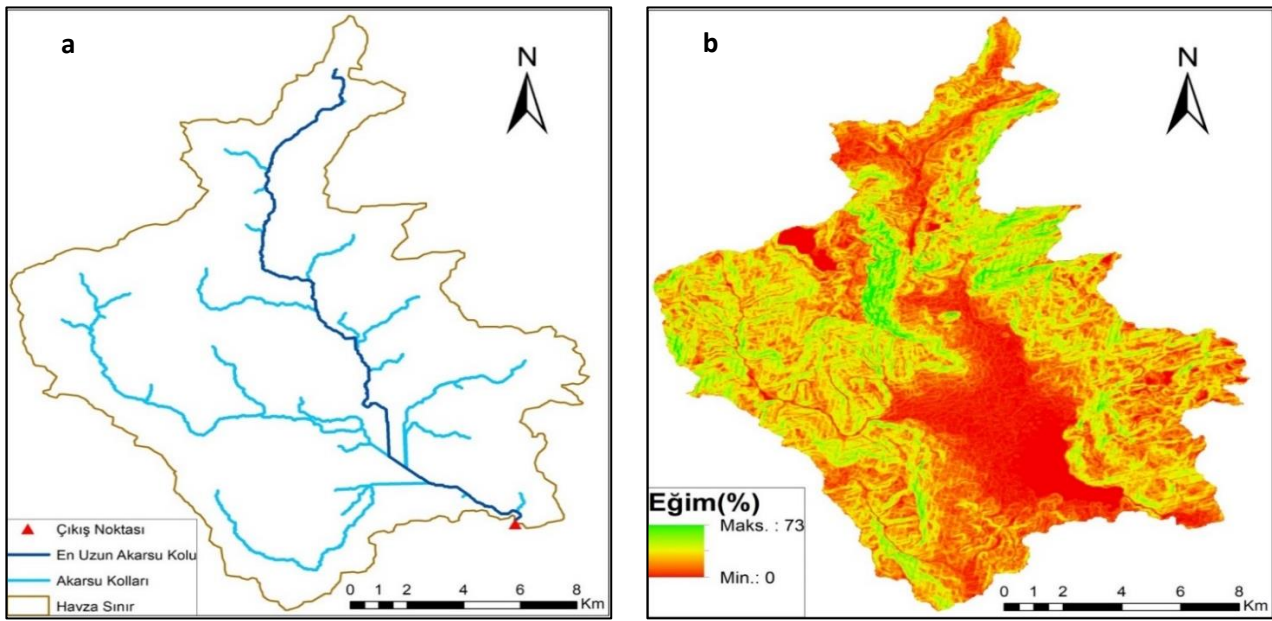 a
N
Çıkış Noktası
En Uzun Akarsu Kolu
Akarsu Kolları
Havza Sınır
0 1 2 4 6 8
Km
b
N
Eğim(%)
Maks. : 73
Min.: 0
0 1 2 4 6 8
Km